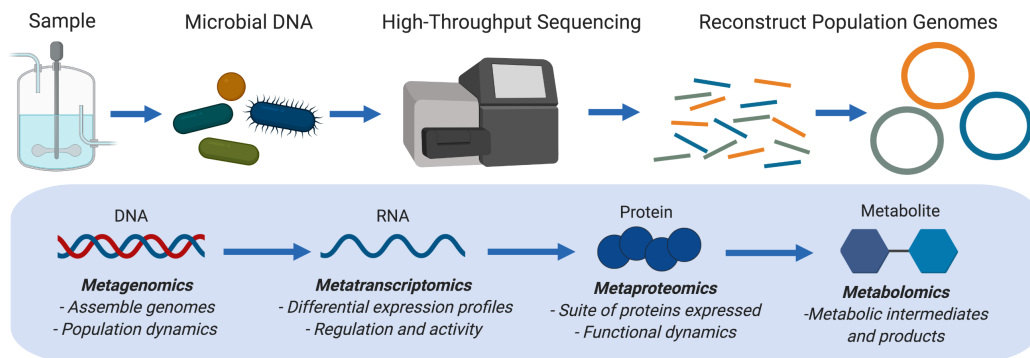 Sample
Microbial DNA
High-Throughput Sequencing
Reconstruct Population Genomes
DNA
Metagenomics
- Assemble genomes
- Population dynamics
RNA
Metatranscriptomics
- Differential expression profiles
- Regulation and activity
Protein
Metaproteomics
- Suite of proteins expressed
- Functional dynamics
Metabolite
Metabolomics
-Metabolic intermediates
and products